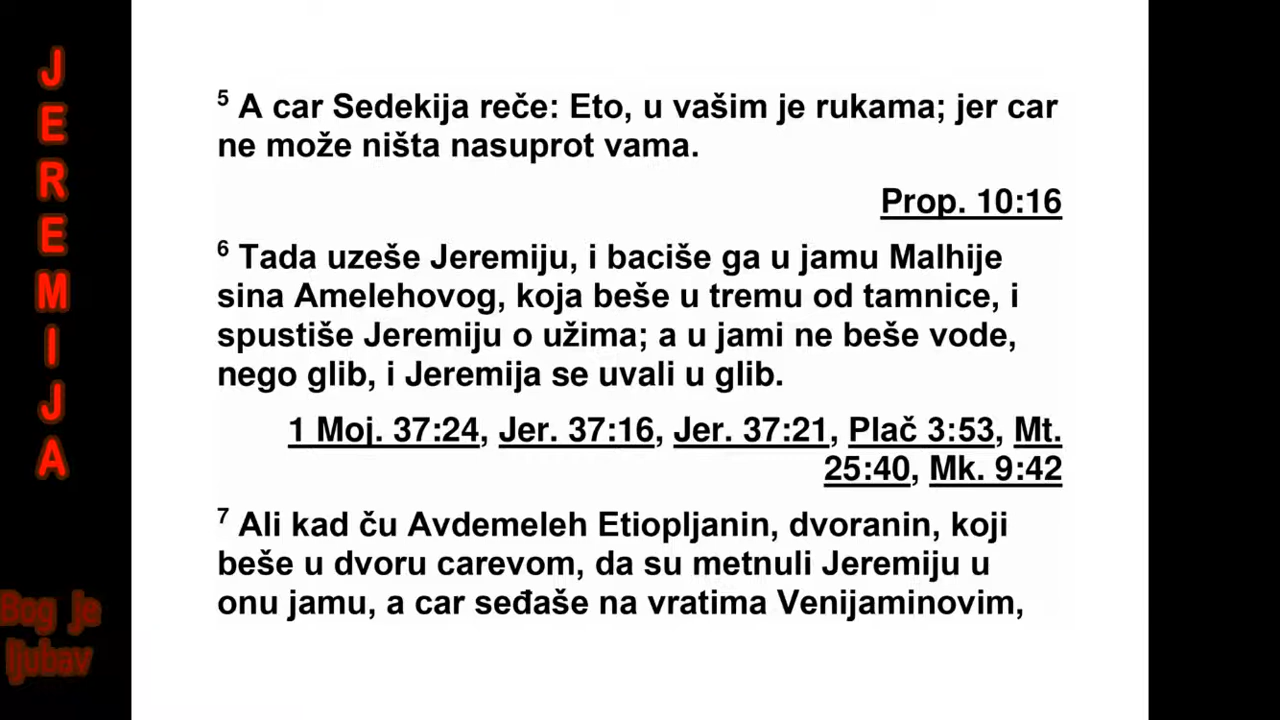 JEREMIJA
5 A car Sedekija reče: Eto, u vašim je rukama; jer car
ne može ništa nasuprot vama.
Prop. 10:16
6 Tada uzeše Jeremiju, i baciše ga u jamu Malhije
sina Amelehovog, koja beše u tremu od tamnice, i
spustiše Jeremiju o užima; a u jami ne beše vode,
nego glib, i Jeremija se uvali u glib.
1 Moj. 37:24, Jer. 37:16, Jer. 37:21, Plač 3:53, Mt.
25:40, Mk. 9:42
7 Ali kad ču Avdemeleh Etiopljanin, dvoranin, koji
beše u dvoru carevom, da su metnuli Jeremiju u
onu jamu, a car seđaše na vratima Venijaminovim,
Bog je
ljubav